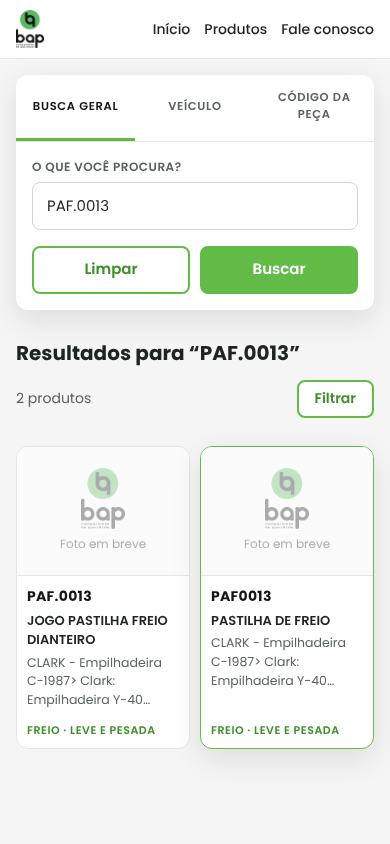 bap
Início Produtos Fale conosco
BUSCA GERAL
VEÍCULO
CÓDIGO DA
PEÇA
O QUE VOCÊ PROCURA?
PAF.0013
Limpar
Buscar
Resultados para “PAF.0013”
2 produtos
Filtrar
bap
Foto em breve
PAF.0013
JOGO PASTILHA FREIO
DIANTEIRO
CLARK - Empilhadeira
C-1987> Clark:
Empilhadeira Y-40...
FREIO · LEVE E PESADA
bap
Foto em breve
PAF0013
PASTILHA DE FREIO
CLARK - Empilhadeira
C-1987> Clark:
Empilhadeira Y-40...
FREIO · LEVE E PESADA